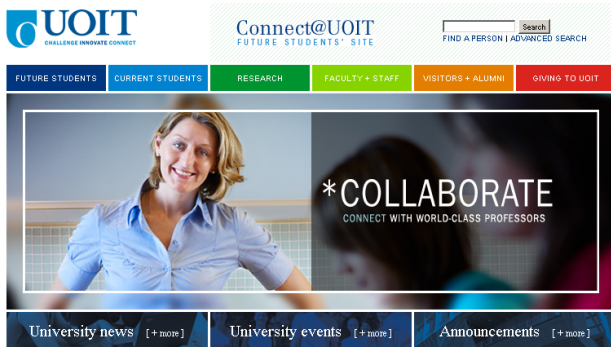 UOIT
CHALLENGE INNOVATE CONNECT
Connect@UOIT
FUTURE STUDENTS' SITE
Search
FIND A PERSON | ADVANCED SEARCH
FUTURE STUDENTS
CURRENT STUDENTS
RESEARCH
FACULTY + STAFF
VISITORS + ALUMNI
GIVING TO UOIT
*COLLABORATE
CONNECT WITH WORLD-CLASS PROFESSORS
University news [+more]
University events [+more]
Announcements [+more]